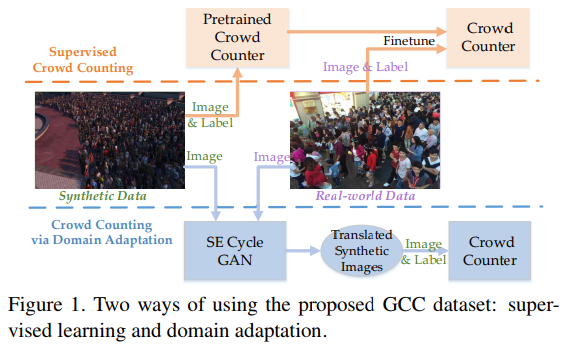 Pretrained
Crowd
Counter
Crowd
Counter
Finetune
Supervised
Crowd Counting
Image & Label
Image
& Label
Image
Image
Synthetic Data
Real-world Data
Crowd Counting
via Domain Adaptation
SE Cycle
GAN
Translated
Synthetic
Images
Image
& Label
Crowd
Counter
Figure 1. Two ways of using the proposed GCC dataset: super-
vised learning and domain adaptation.